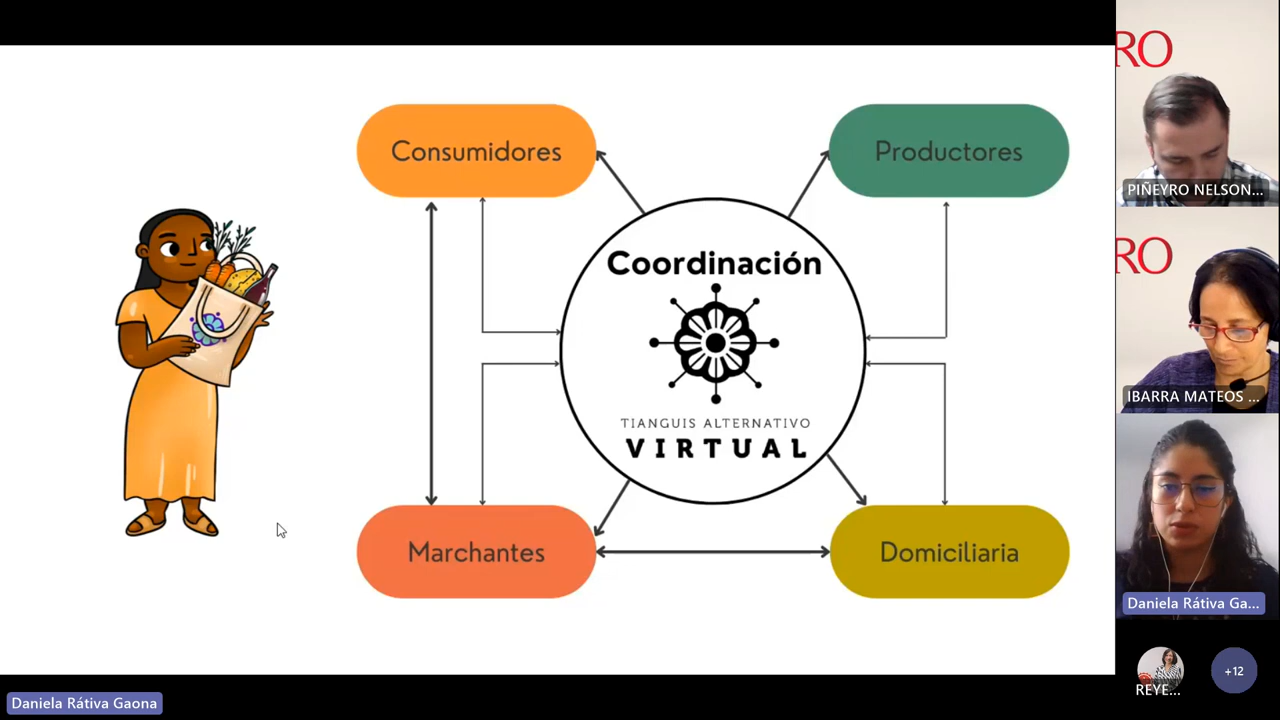 Consumidores
Productores
Coordinación
TIANGUIS ALTERNATIVO
VIRTUAL
Marchantes
Domiciliaria
RO
PIÑEYRO NELSON...
RO
IBARRA MATEOS ...
Daniela Rátiva Ga...
REYE...
+12
Daniela Rátiva Gaona